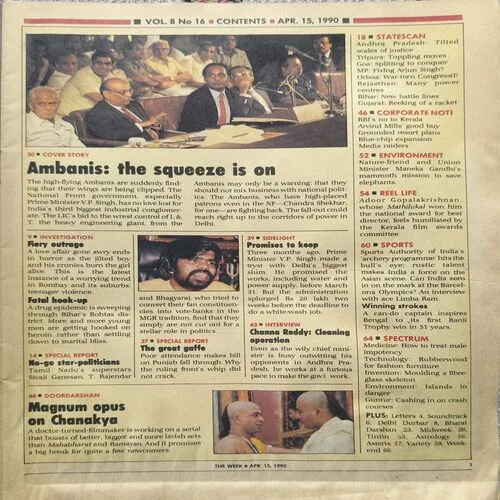 ■ VOL. 8 No 16 ■ CONTENTS ■ APR. 15, 1990 ■
30 ■ COVER STORY
Ambanis: the squeeze is on
The high-flying Ambanis are suddenly find-
ing that their wings are being clipped. The
National Front government, especially
Prime Minister V.P. Singh, has no love lost for
India's third biggest industrial conglomer-
ate. The LIC's bid to the wrest control of L &
T, the heavy engineering giant, from the
Ambanis may only be a warning: that they
should not mix business with national polit-
ics. The Ambanis, who have high-placed
patrons even in the NF—Chandra Shekhar,
for one—are fighting back. The fall-out could
reach right up to the corridors of power in
Delhi.
9 ■ INVESTIGATION
Fiery outrage
A love affair gone awry ends
in horror as the jilted boy
and his cronies burn the girl
alive. This is the latest
instance of a worrying trend
in Bombay and its suburbs:
teenager violence.
Fatal hook-up
A drug epidemic is sweeping
through Bihar's Rohtas dis-
trict. More and more young
men are getting hooked on
heroin rather than settling
down to marital bliss.
14 ■ SPECIAL REPORT
No-go star-politicians
Tamil Nadu's superstars
Sivaji Ganesan, T. Rajendar
and Bhagyaraj, who tried to
convert their fan constituen-
cies into vote-banks in the
MGR tradition, find that they
simply are not cut out for a
stellar role in politics.
37 ■ SPECIAL REPORT
The great gaffe
Poor attendance makes bill
on Punjab fall through. Why
the ruling front's whip did
not crack.
39 ■ SIDELIGHT
Promises to keep
Three months ago, Prime
Minister V.P. Singh made a
tryst with Delhi's biggest
slum. He promised the
works, including water and
power supply, before March
31. But the administration
splurged Rs 20 lakh two
weeks before the deadline to
do a white-wash job.
43 ■ INTERVIEW
Channa Reddy: Cleaning
operation
Even as the wily chief mini-
ster is busy outwitting his
opponents in Andhra Pra-
desh, he works at a furious
pace to make the govt work.
48 ■ DOORDARSHAN
Magnum opus
on Chanakya
A doctor-turned-filmmaker is working on a serial
that boasts of better, bigger and more lavish sets
than Mahabharat and Ramayan. And it promises
a big break for quite a few newcomers.
18 ■ STATESCAN
Andhra Pradesh: Tilted
scales of justice
Tripura: Toppling moves
Goa: Splitting to conquer
MP: Fixing Arjun Singh?
Orissa: War-torn Congress(I)
Rajasthan: Many power
centres
Bihar: New battle lines
Gujarat: Reeking of a racket
46 ■ CORPORATE NOTE
RBI's no to Kerala
Arvind Mills' good buy
Grounded resort plans
Blue-chip expansion
Media raiders
52 ■ ENVIRONMENT
Nature-friend and Union
Minister Maneka Gandhi's
latest mission to save
elephants.
54 ■ REEL LIFE
Adoor Gopalakrishnan,
whose Mathilukal won him
the national award for best
director, feels humiliated by
the Kerala film awards
committee
60 ■ SPORTS
Sports Authority of India's
archery programme hits the
bull's eye: rustic talent
makes India a force on the
Asian scene. Can India zero
in on the mark at the Barcel-
ona Olympics? An interview
with ace Limba Ram.
Winning strokes
A can-do captain inspires
Bengal to its first Ranji
Trophy win in 51 years.
64 ■ SPECTRUM
Medicine: How to treat male
impotency
Technology: Rubberwood
for fashion furniture
Invention: Moulding a fibre-
glass skeleton
Environment: Islands in
danger
Guntur: Cashing in on crash
courses
PLUS: Letters 4, Soundtrack
6, Delhi Durbar 8, Bharat
Darshan 23, Midweek 26,
Tintin 55, Astrology 56,
Asterix 57, Variety 58, Week-
end 66.
THE WEEK ■ APR. 15, 1990
3